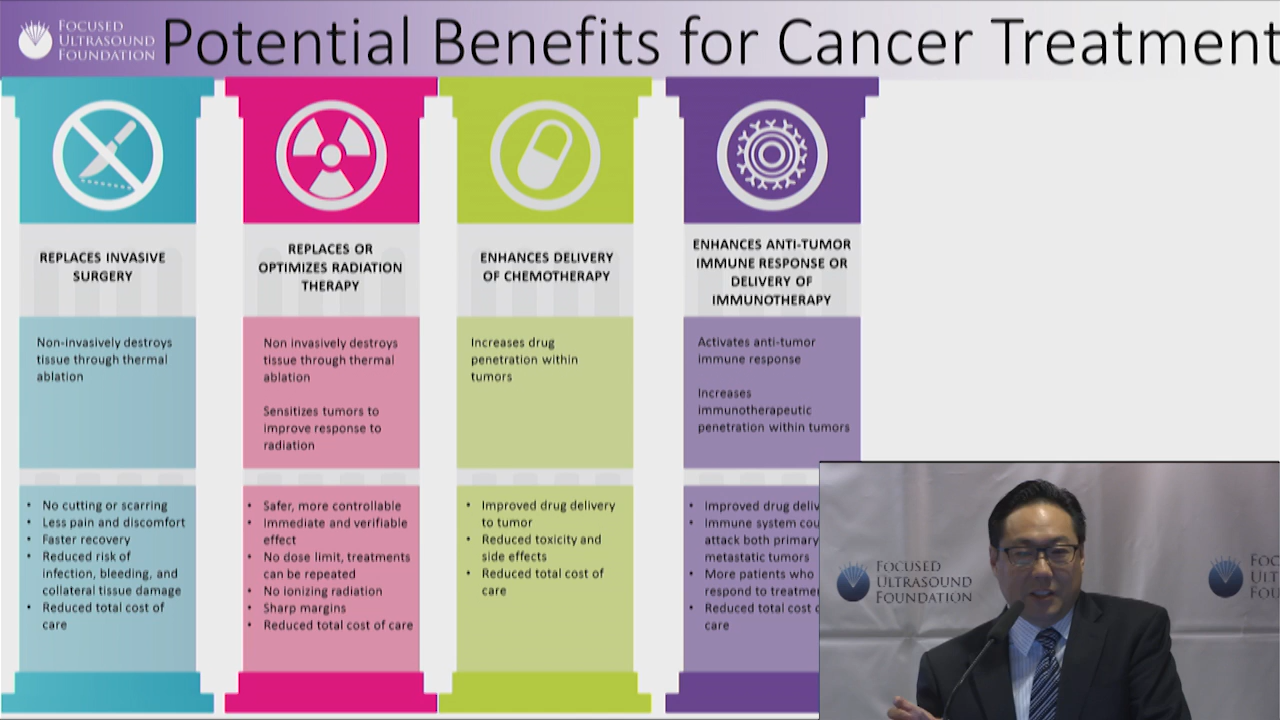 FOCUSED
ULTRASOUND
FOUNDATION
Potential Benefits for Cancer Treatment
REPLACES INVASIVE
SURGERY
Non-invasively destroys
tissue through thermal
ablation
• No cutting or scarring
• Less pain and discomfort
• Faster recovery
• Reduced risk of
infection, bleeding, and
collateral tissue damage
• Reduced total cost of
care
REPLACES OR
OPTIMIZES RADIATION
THERAPY
Non invasively destroys
tissue through thermal
ablation
Sensitizes tumors to
improve response to
radiation
• Safer, more controllable
• Immediate and verifiable
effect
• No dose limit, treatments
can be repeated
• No ionizing radiation
• Sharp margins
• Reduced total cost of care
ENHANCES DELIVERY
OF CHEMOTHERAPY
Increases drug
penetration within
tumors
• Improved drug delivery
to tumor
• Reduced toxicity and
side effects
• Reduced total cost of
care
ENHANCES ANTI-TUMOR
IMMUNE RESPONSE OR
DELIVERY OF
IMMUNOTHERAPY
Activates anti-tumor
immune response
Increases
immunotherapeutic
penetration within tumors
• Improved drug
• Immune system
attack both primary
metastatic tumors
• More patients who
respond to
• Reduced total cost
care
FOCUSED
ULTRASOUND
FOUNDATION